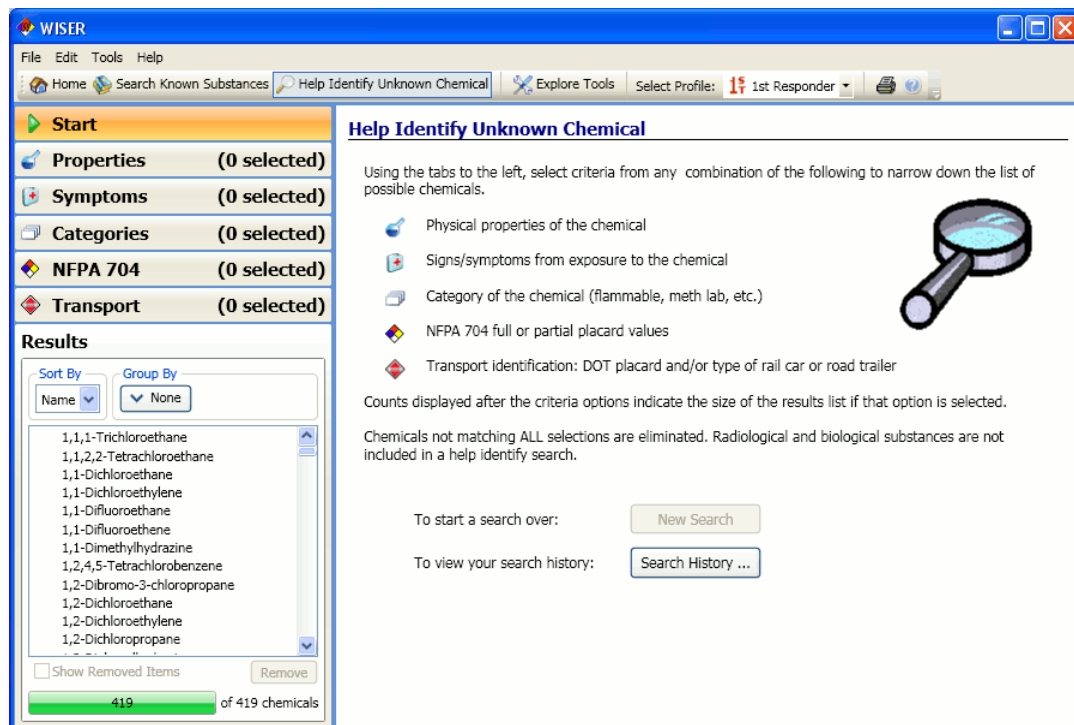 WISER
File Edit Tools Help
Home Search Known Substances Help Identify Unknown Chemical Explore Tools Select Profile: 1st Responder
Start
Properties (0 selected)
Symptoms (0 selected)
Categories (0 selected)
NFPA 704 (0 selected)
Transport (0 selected)
Results
Sort By Group By
Name None
1,1,1-Trichloroethane
1,1,2,2-Tetrachloroethane
1,1-Dichloroethane
1,1-Dichloroethylene
1,1-Difluoroethane
1,1-Difluoroethene
1,1-Dimethylhydrazine
1,2,4,5-Tetrachlorobenzene
1,2-Dibromo-3-chloropropane
1,2-Dichloroethane
1,2-Dichloroethylene
1,2-Dichloropropane
Show Removed Items Remove
419 of 419 chemicals
Help Identify Unknown Chemical
Using the tabs to the left, select criteria from any combination of the following to narrow down the list of
possible chemicals.
Physical properties of the chemical
Signs/symptoms from exposure to the chemical
Category of the chemical (flammable, meth lab, etc.)
NFPA 704 full or partial placard values
Transport identification: DOT placard and/or type of rail car or road trailer
Counts displayed after the criteria options indicate the size of the results list if that option is selected.
Chemicals not matching ALL selections are eliminated. Radiological and biological substances are not
included in a help identify search.
To start a search over: New Search
To view your search history: Search History ...